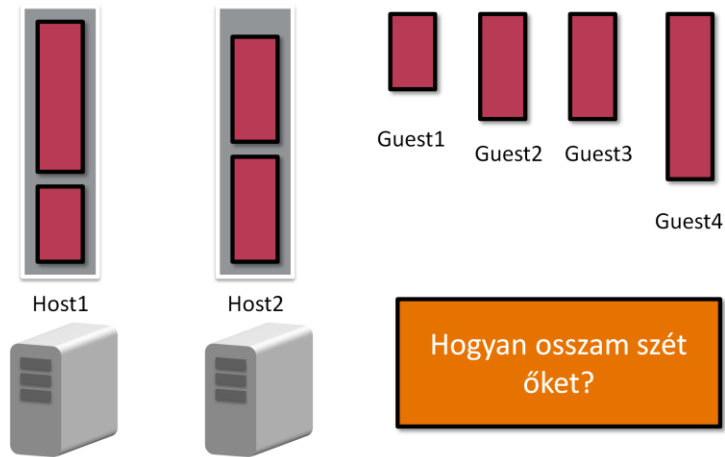 Guest1
Guest2
Guest3
Guest4
Host1
Host2
Hogyan osszam szét
őket?